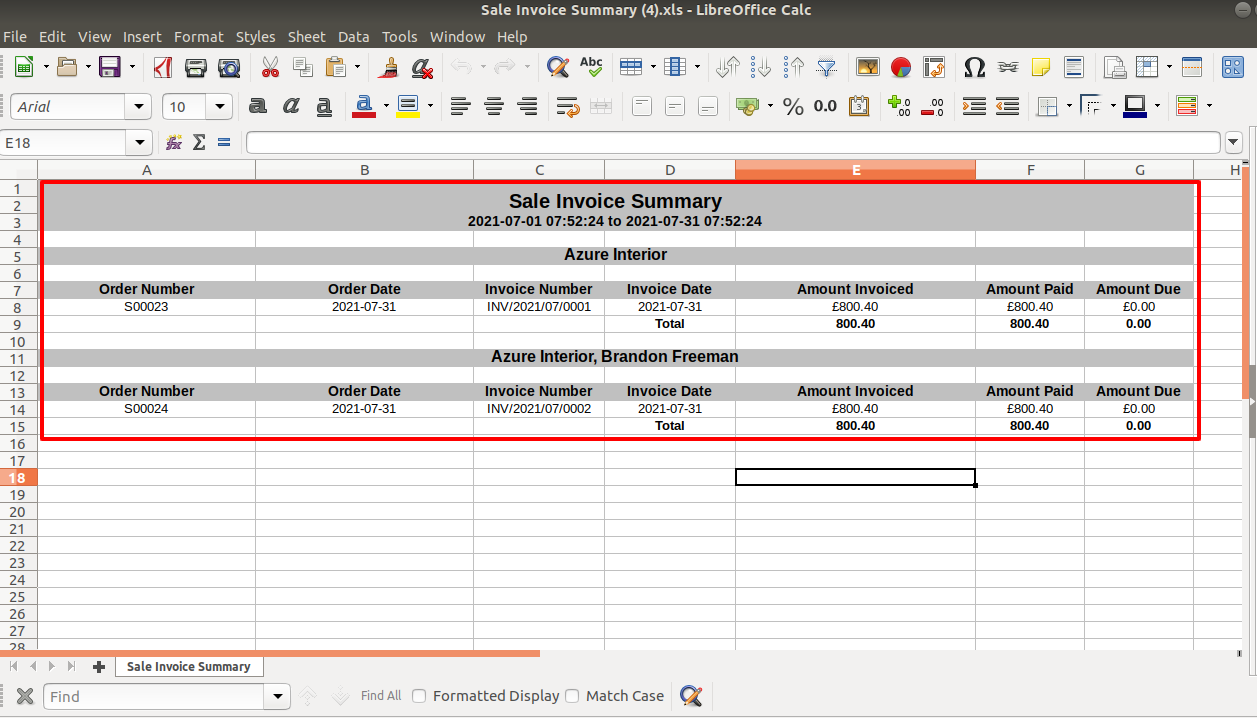 Sale Invoice Summary (4).xls - LibreOffice Calc
File Edit View Insert Format Styles Sheet Data Tools Window Help
Abc
Arial 10 a a a a % 0.0 .0 .00
E18 fx Σ =
A B C D E F G H
1
2 Sale Invoice Summary
3 2021-07-01 07:52:24 to 2021-07-31 07:52:24
4
5 Azure Interior
6
7 Order Number Order Date Invoice Number Invoice Date Amount Invoiced Amount Paid Amount Due
8 S00023 2021-07-31 INV/2021/07/0001 2021-07-31 £800.40 £800.40 £0.00
9 Total 800.40 800.40 0.00
10
11 Azure Interior, Brandon Freeman
12
13 Order Number Order Date Invoice Number Invoice Date Amount Invoiced Amount Paid Amount Due
14 S00024 2021-07-31 INV/2021/07/0002 2021-07-31 £800.40 £800.40 £0.00
15 Total 800.40 800.40 0.00
16
17
18
19
20
21
22
23
24
25
26
27
28
Sale Invoice Summary
Find Find All Formatted Display Match Case